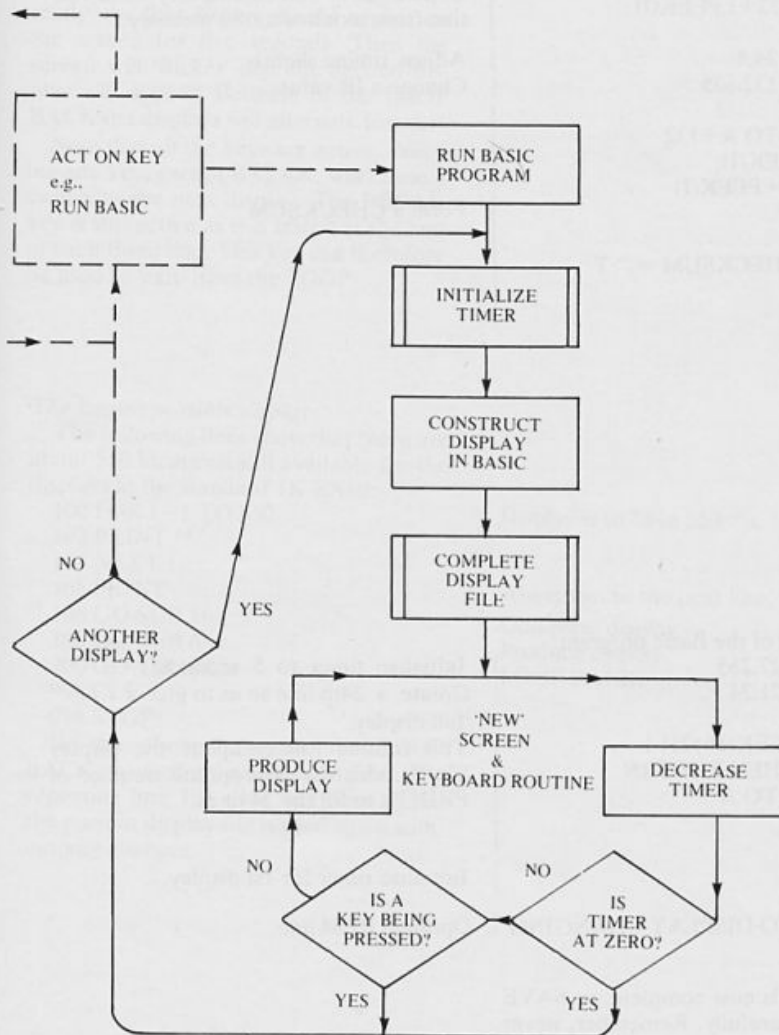 ACT ON KEY
e.g.,
RUN BASIC
RUN BASIC
PROGRAM
INITIALIZE
TIMER
CONSTRUCT
DISPLAY
IN BASIC
COMPLETE
DISPLAY
FILE
NO
YES
ANOTHER
DISPLAY?
'NEW'
SCREEN
&
KEYBOARD ROUTINE
PRODUCE
DISPLAY
DECREASE
TIMER
NO
NO
IS A
KEY BEING
PRESSED?
IS
TIMER
AT ZERO?
YES
YES